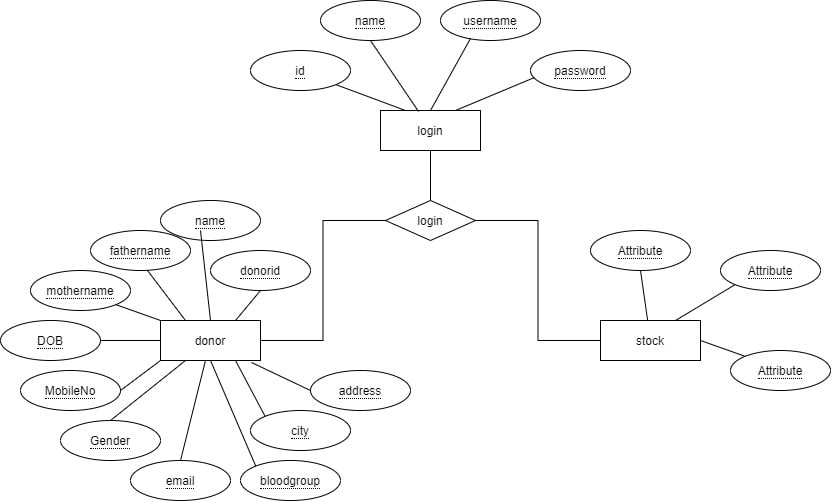 name
username
id
password
login
name
login
fathername
Attribute
donorid
Attribute
mothername
DOB
donor
stock
Attribute
MobileNo
address
Gender
city
email
bloodgroup